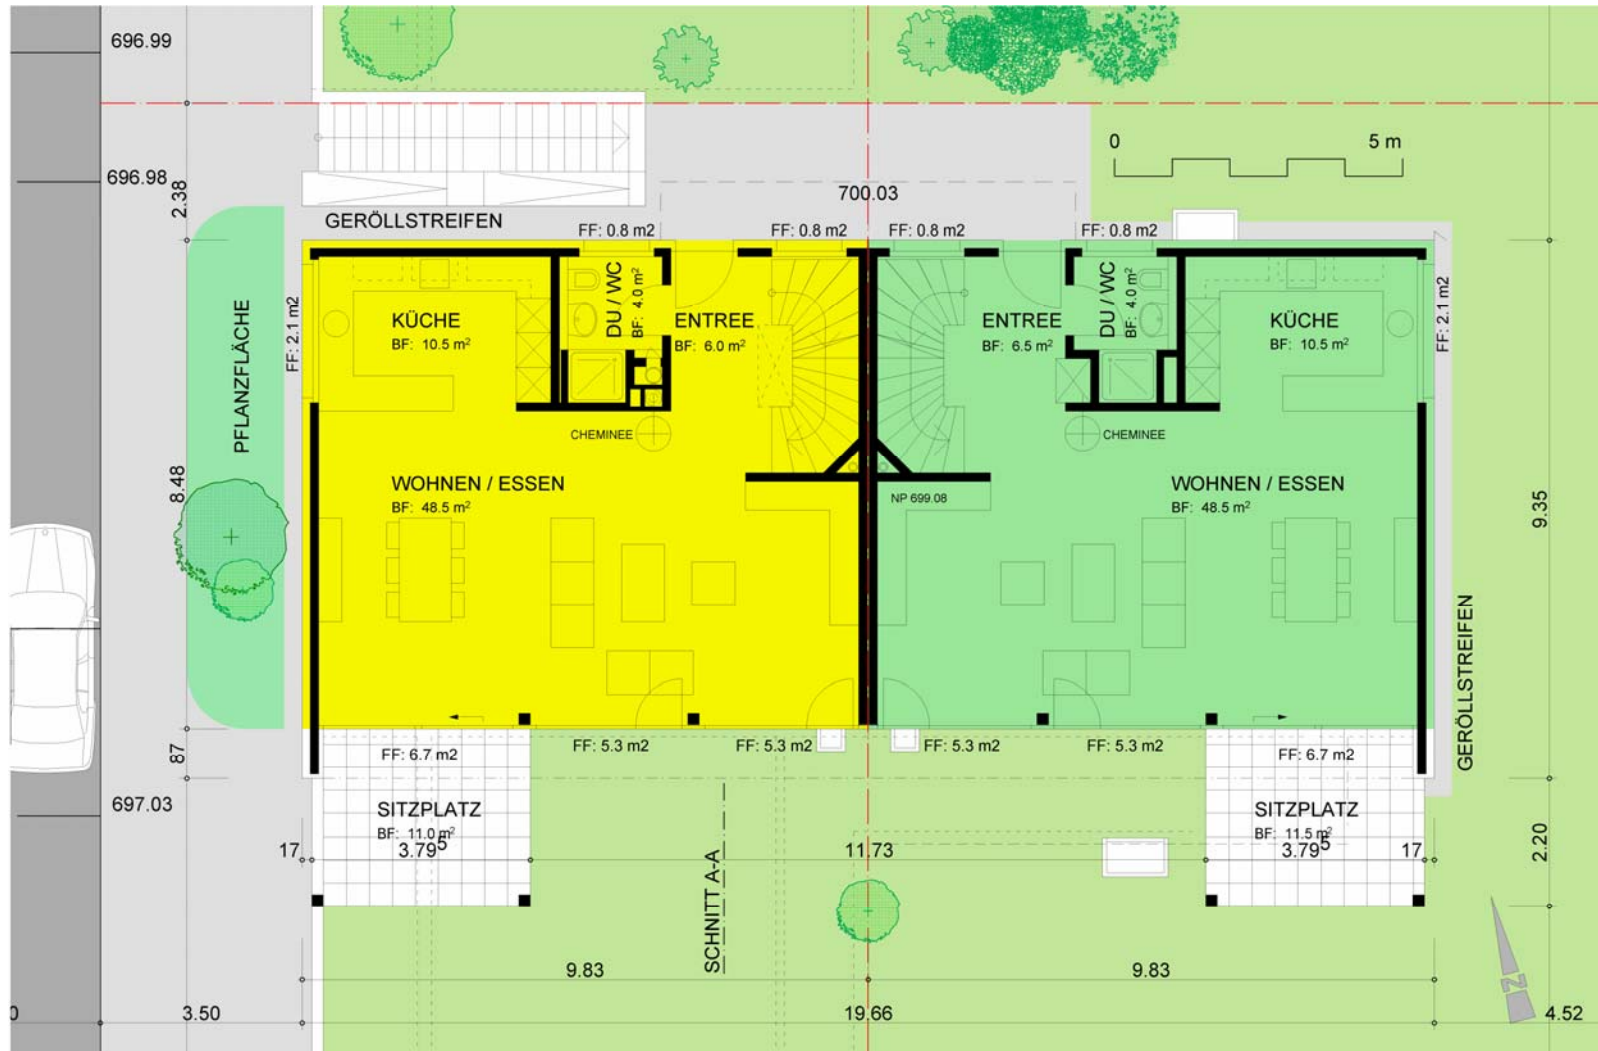 696.99
0 5 m
696.98
2.38
700.03
GERÖLLSTREIFEN
FF: 0.8 m2
FF: 0.8 m2
FF: 0.8 m2
FF: 0.8 m2
PFLANZFLÄCHE
FF: 2.1 m2
KÜCHE
BF: 10.5 m²
DU / WC
BF: 4.0 m²
ENTREE
BF: 6.0 m²
ENTREE
BF: 6.5 m²
DU / WC
BF: 4.0 m²
KÜCHE
BF: 10.5 m²
FF: 2.1 m2
CHEMINEE
CHEMINEE
8.48
WOHNEN / ESSEN
BF: 48.5 m²
NP 699.08
WOHNEN / ESSEN
BF: 48.5 m²
9.35
GERÖLLSTREIFEN
87
FF: 6.7 m2
FF: 5.3 m2
FF: 5.3 m2
FF: 5.3 m2
FF: 5.3 m2
FF: 6.7 m2
697.03
SITZPLATZ
BF: 11.0 m²
SITZPLATZ
BF: 11.5 m²
17
3.79⁵
11.73
3.79⁵
17
2.20
SCHNITT A-A
9.83
9.83
N
0
3.50
19.66
4.52